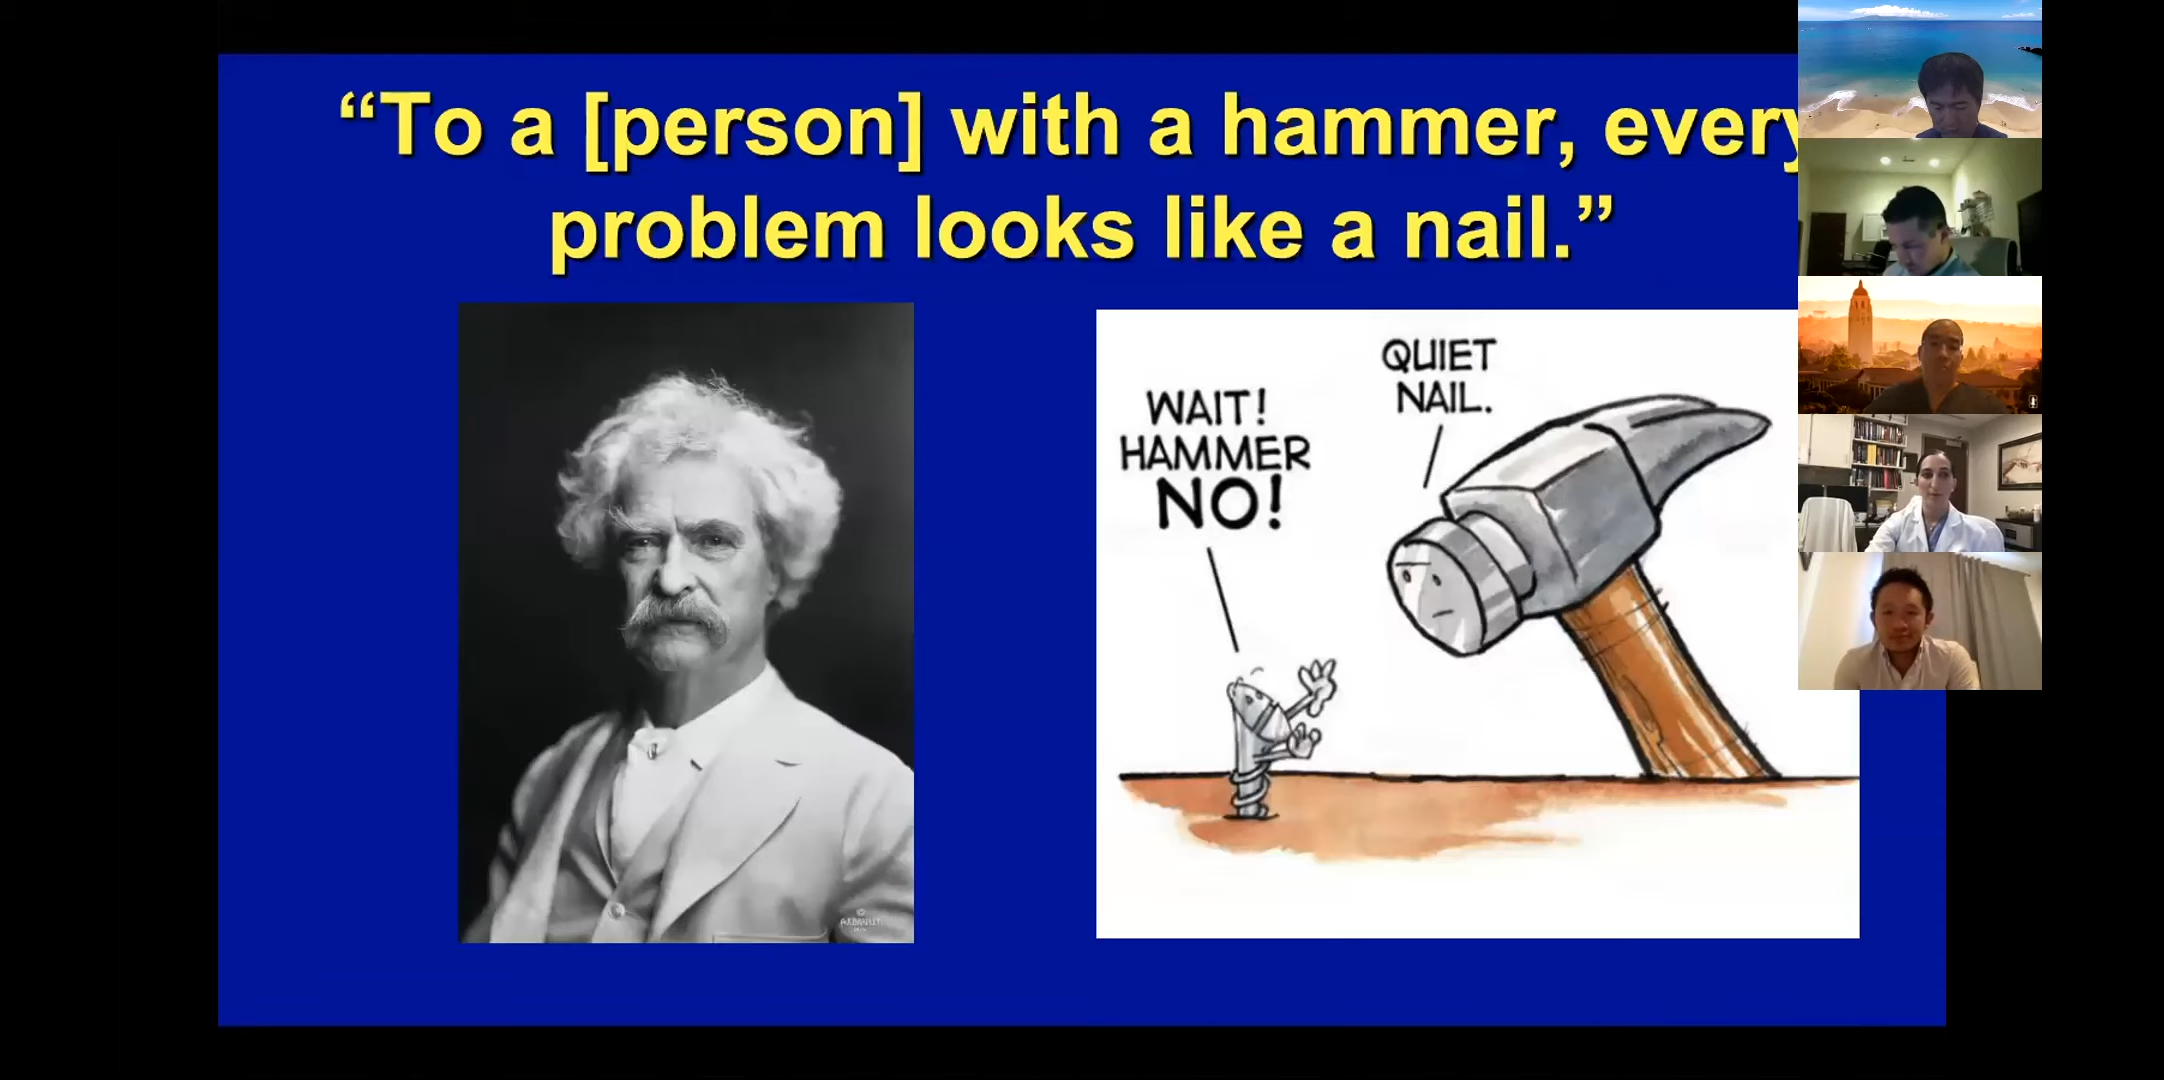 “To a [person] with a hammer, every
problem looks like a nail.”
QUIET
NAIL.
WAIT!
HAMMER
NO!